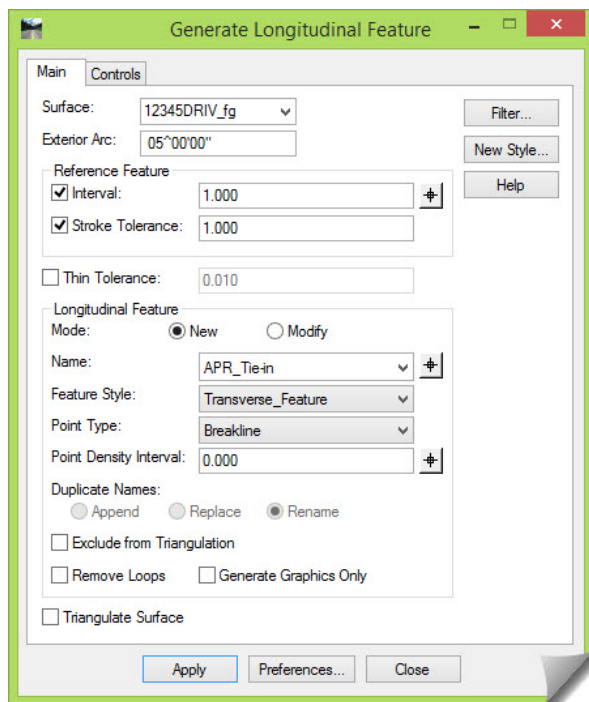 Generate Longitudinal Feature
Main Controls
Surface: 12345DRIV_fg
Exterior Arc: 05^00'00"
Filter...
New Style...
Help
Reference Feature
Interval: 1.000
Stroke Tolerance: 1.000
Thin Tolerance: 0.010
Longitudinal Feature
Mode: New Modify
Name: APR_Tie-in
Feature Style: Transverse_Feature
Point Type: Breakline
Point Density Interval: 0.000
Duplicate Names:
Append Replace Rename
Exclude from Triangulation
Remove Loops Generate Graphics Only
Triangulate Surface
Apply Preferences... Close